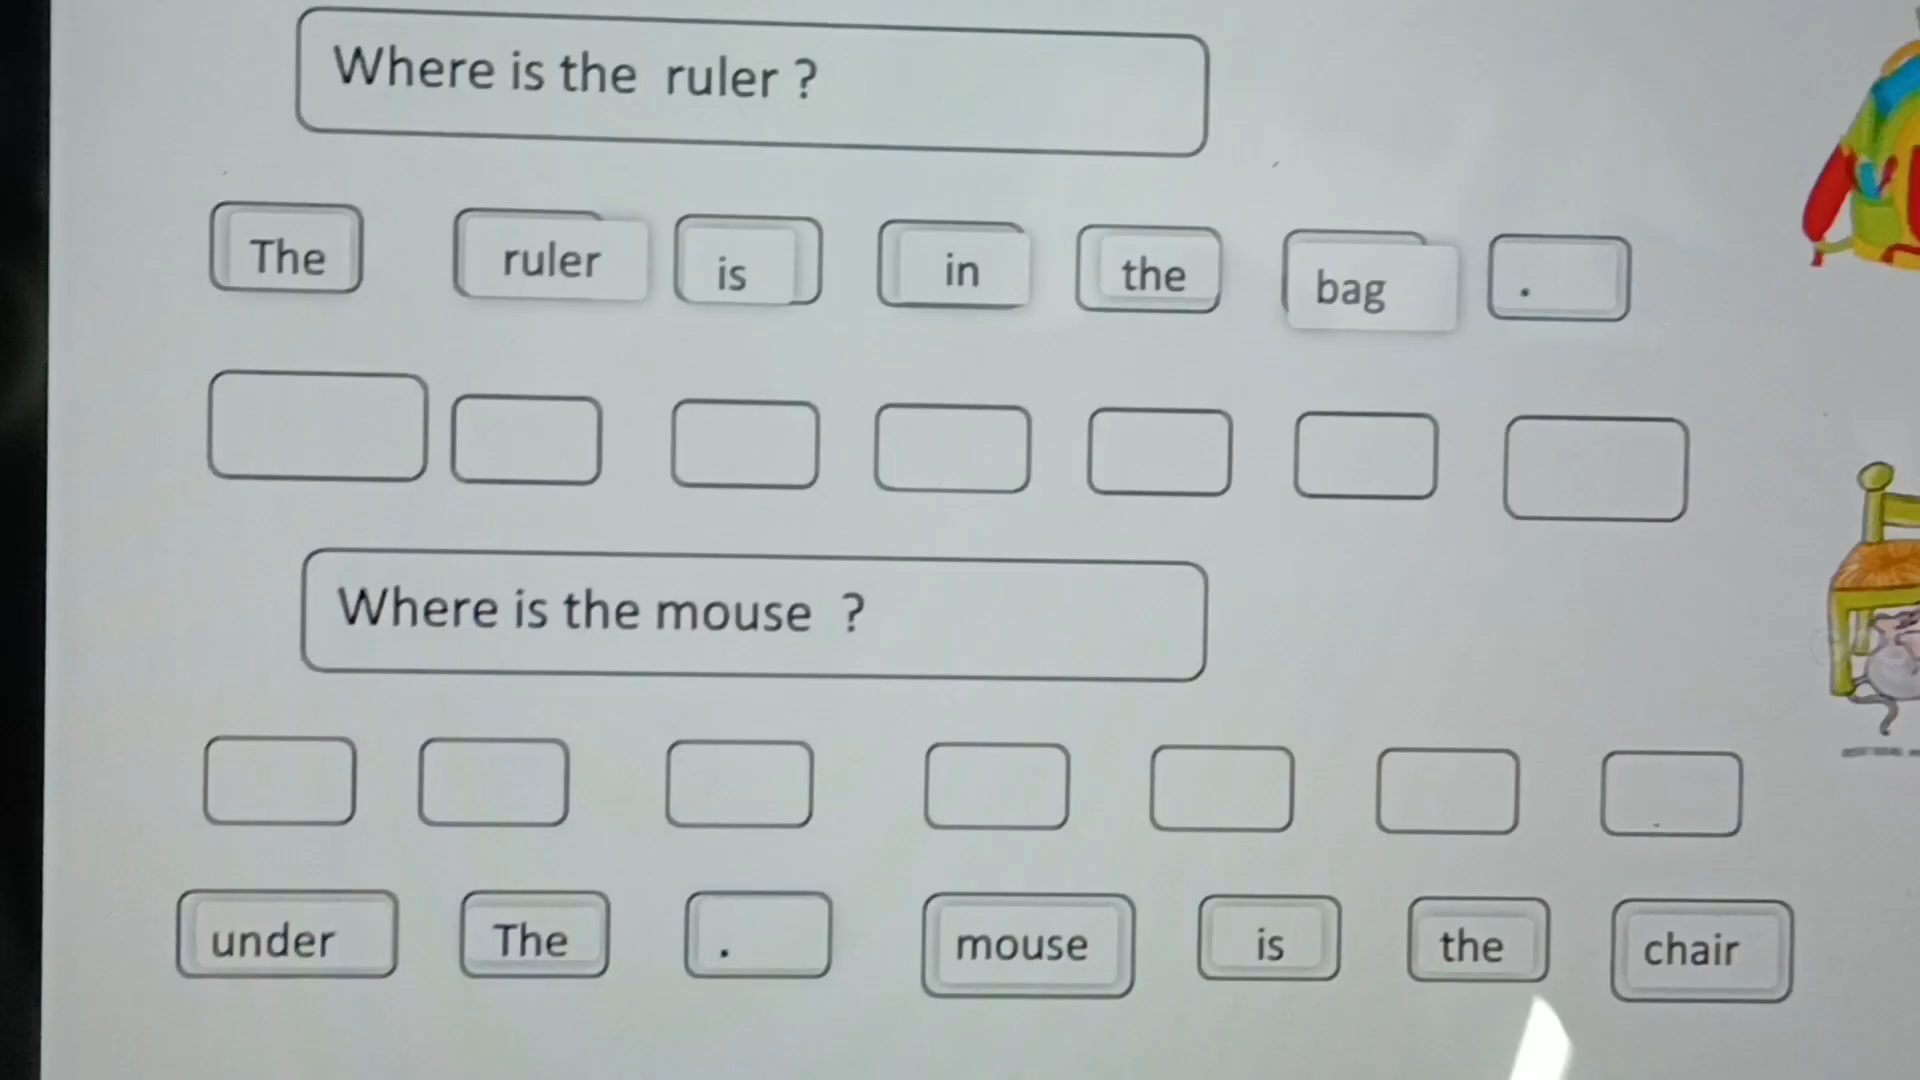 Where is the ruler ?
The ruler is in the bag .
Where is the mouse ?
under The . mouse is the chair